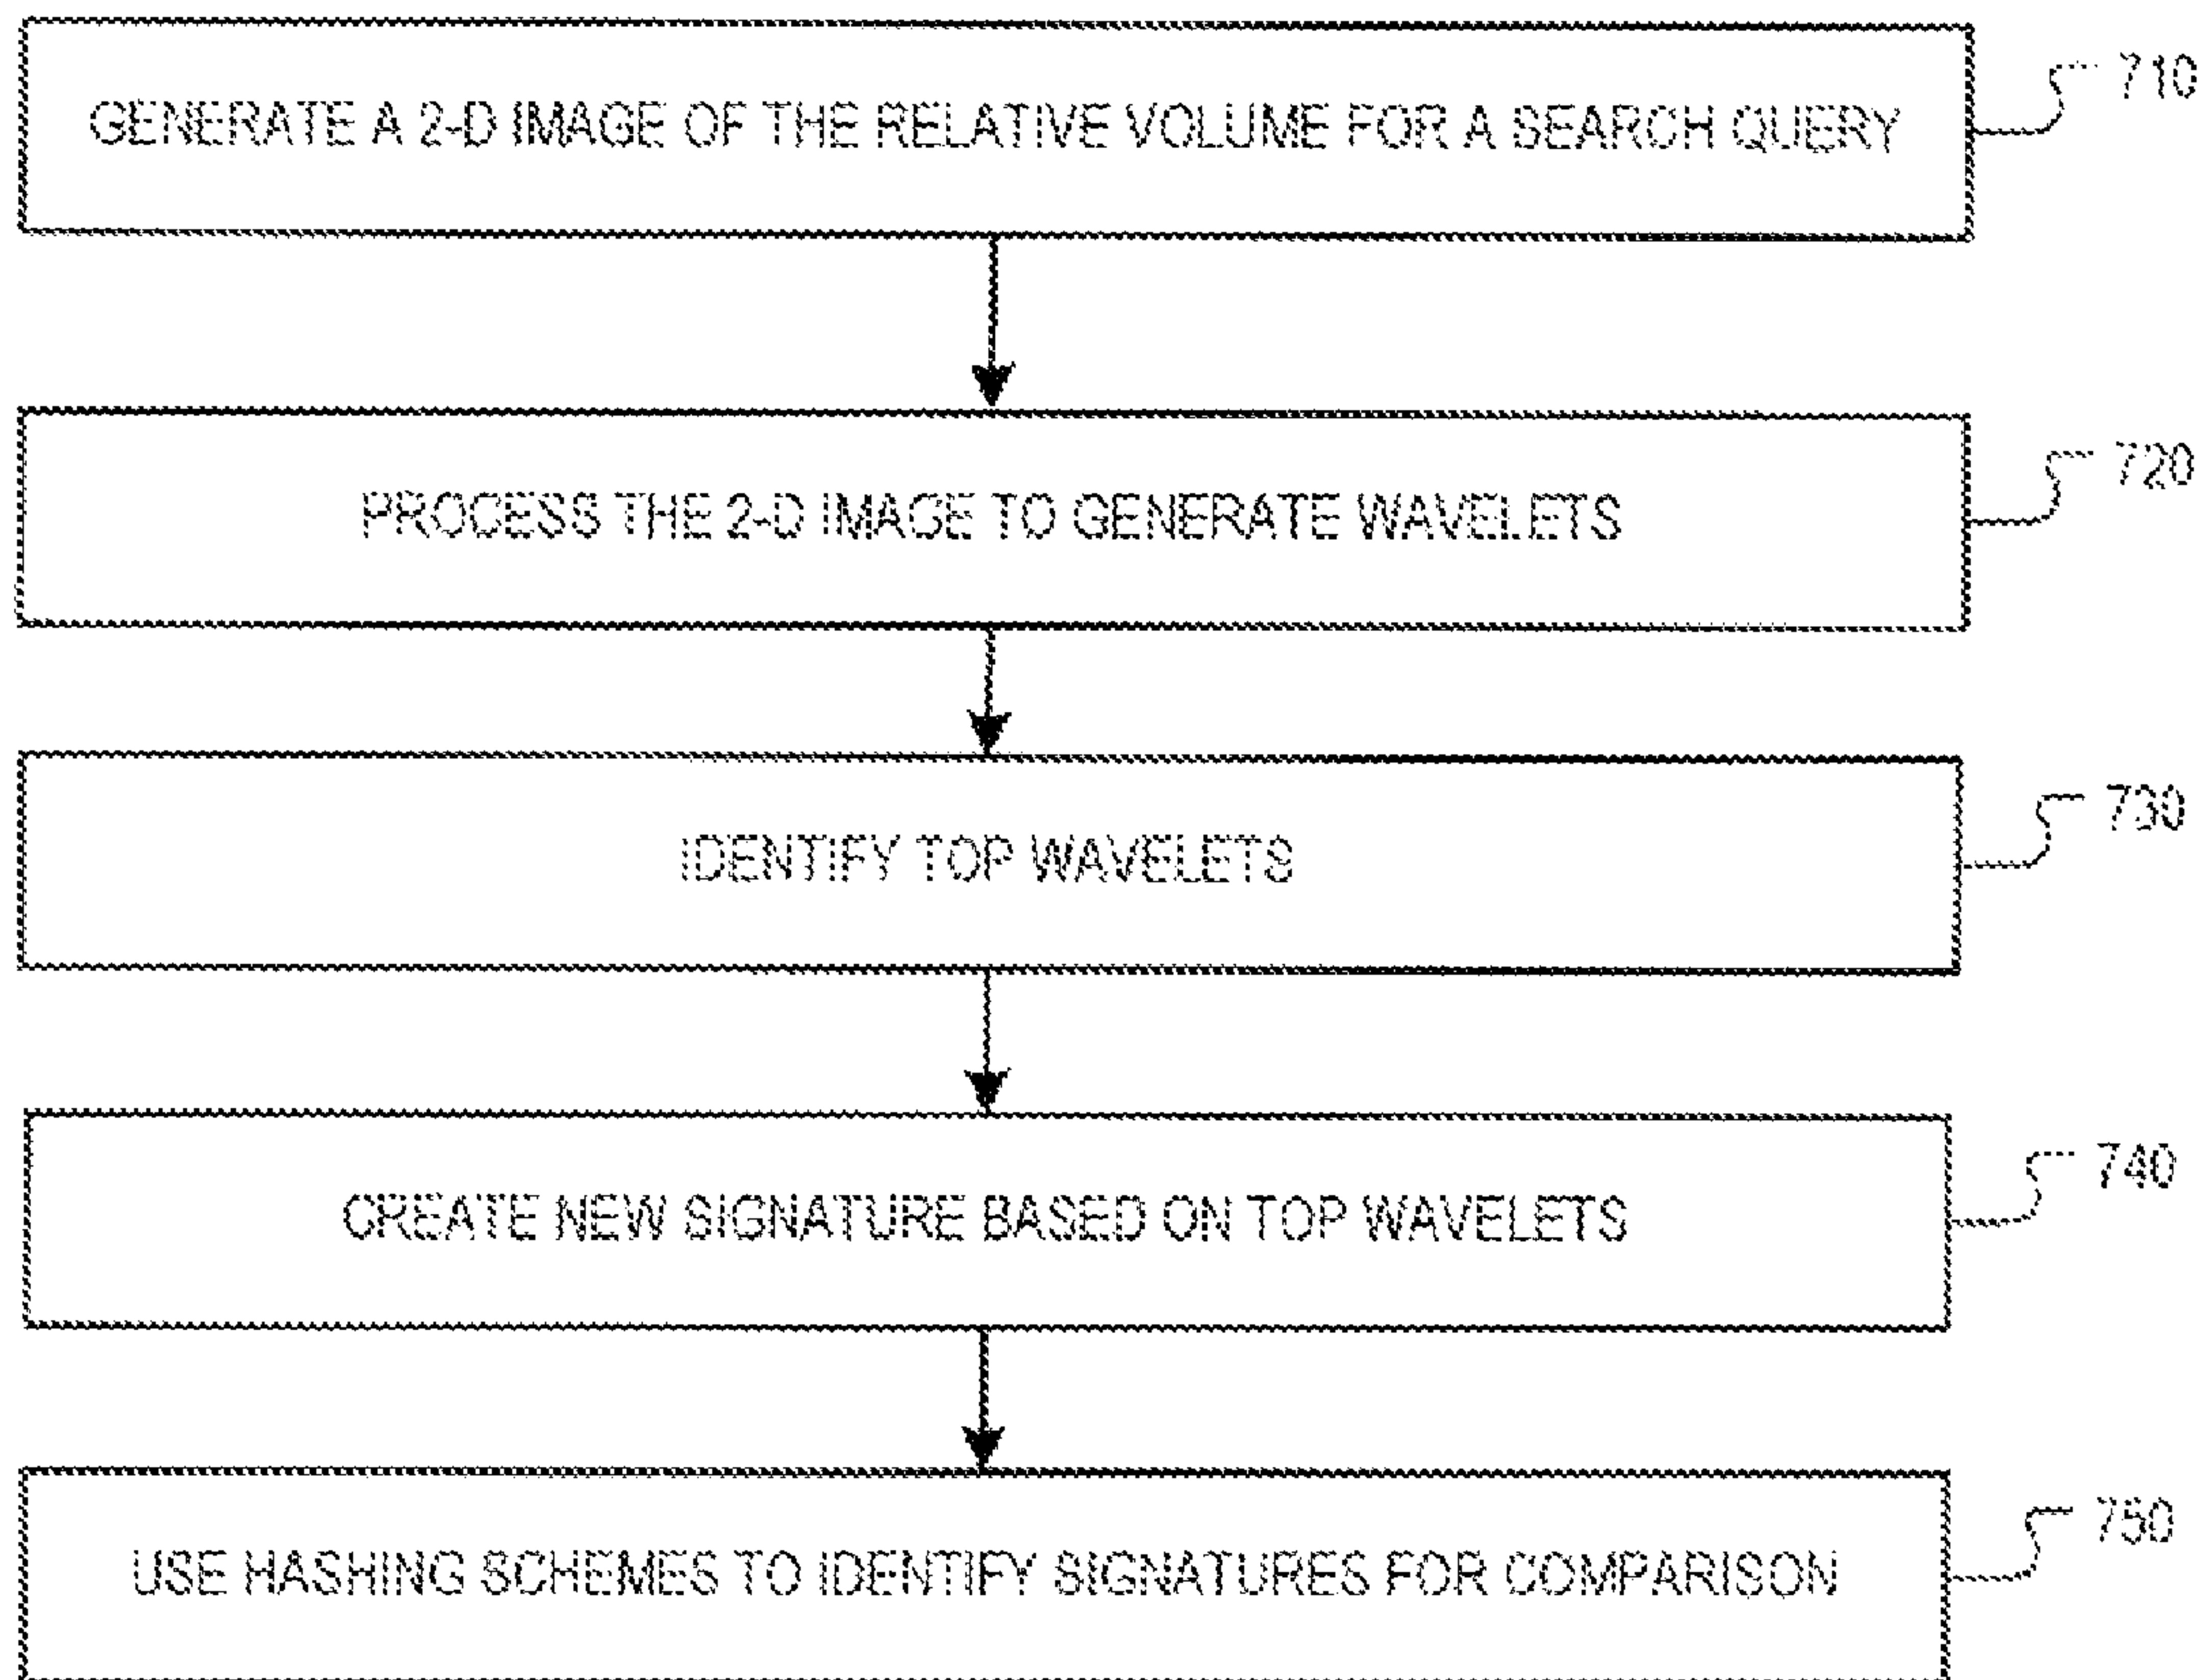 GENERATE A 2-D IMAGE OF THE RELATIVE VOLUME FOR A SEARCH QUERY
710
PROCESS THE 2-D IMAGE TO GENERATE WAVELETS
720
IDENTIFY TOP WAVELETS
730
CREATE NEW SIGNATURE BASED ON TOP WAVELETS
740
USE HASHING SCHEMES TO IDENTIFY SIGNATURES FOR COMPARISON
750